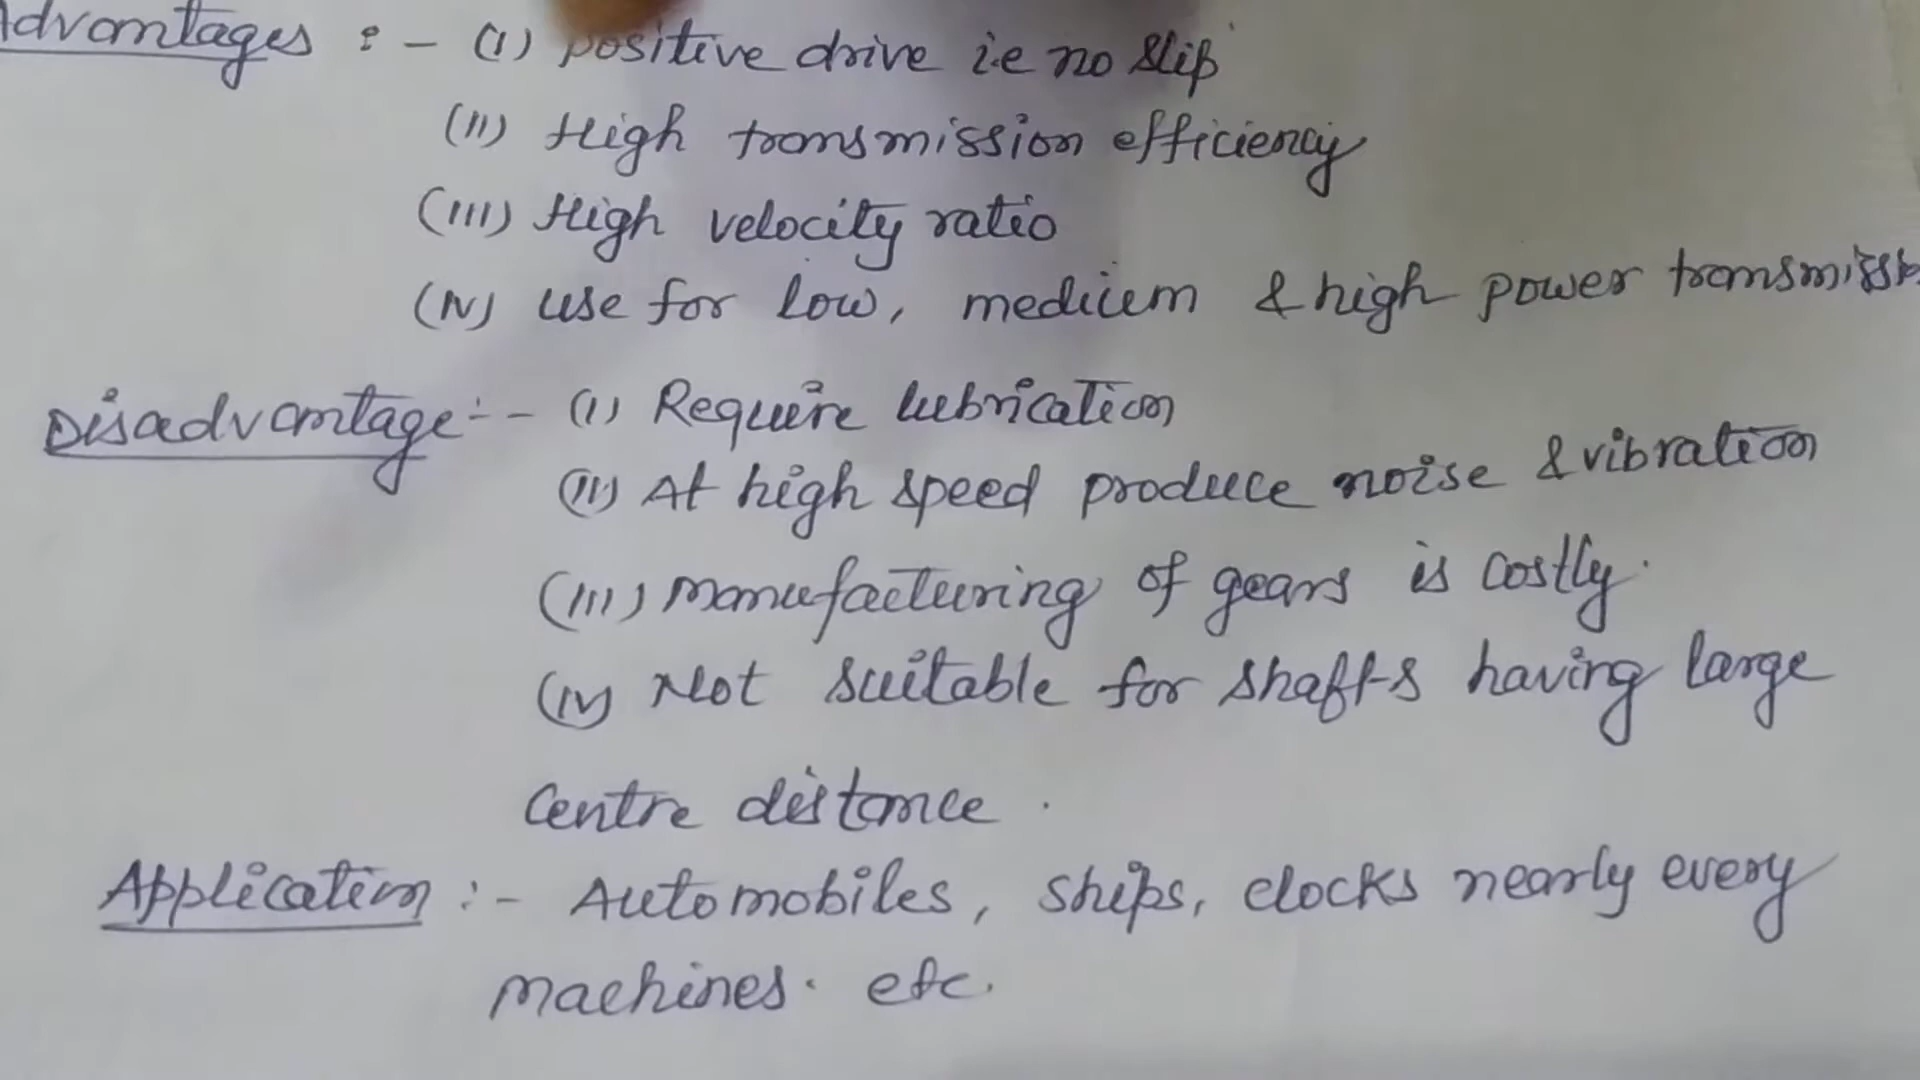 Advantages :- (I) positive drive i.e no slip
(II) High transmission efficiency
(III) High velocity ratio
(IV) use for low, medium & high power transmiss
Disadvantage:- (I) Require lubrication
(II) At high speed produce noise & vibration
(III) Manufacturing of gears is costly.
(IV) Not suitable for shafts having large
centre distance.
Application :- Automobiles, ships, clocks nearly every
machines. etc.